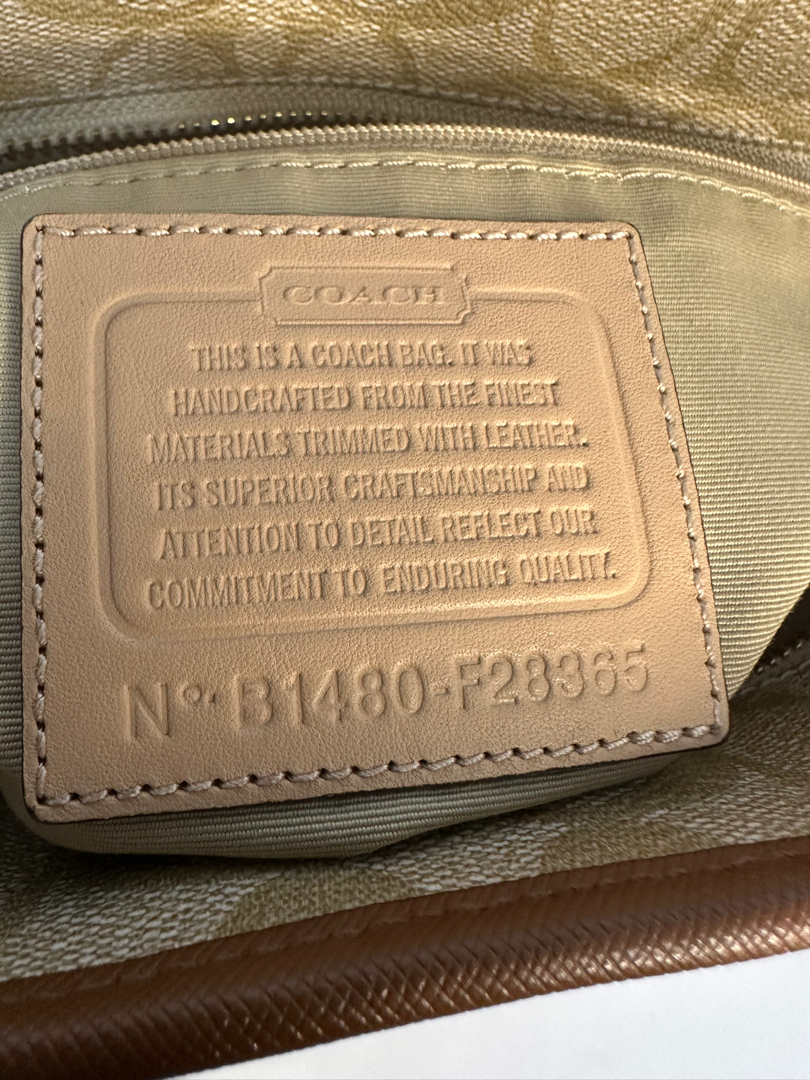 COACH
THIS IS A COACH BAG. IT WAS
HANDCRAFTED FROM THE FINEST
MATERIALS TRIMMED WITH LEATHER.
ITS SUPERIOR CRAFTSMANSHIP AND
ATTENTION TO DETAIL REFLECT OUR
COMMITMENT TO ENDURING QUALITY.
Nº. B1480-F28365